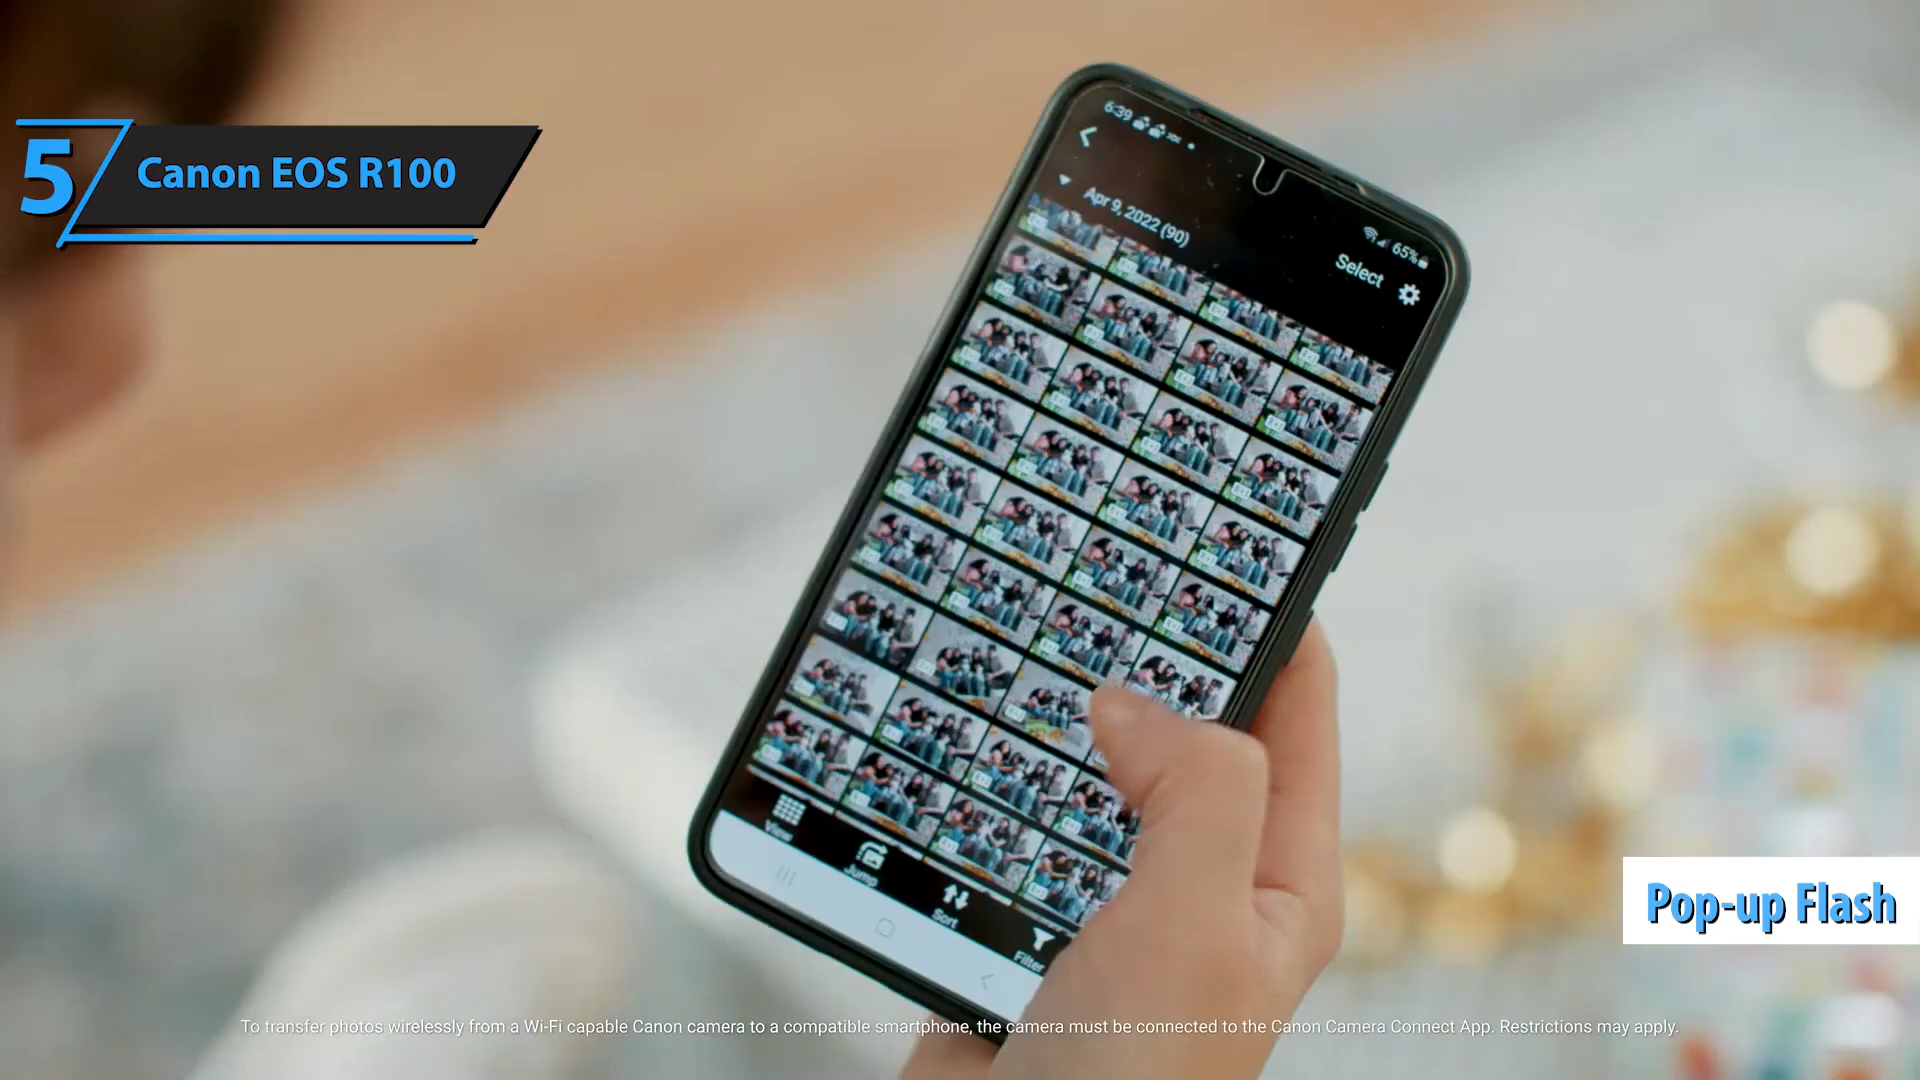 5
Canon EOS R100
6:39
65%
Apr 9, 2022 (90)
Select
View
Jump
Sort
Filter
Pop-up Flash
To transfer photos wirelessly from a Wi-Fi capable Canon camera to a compatible smartphone, the camera must be connected to the Canon Camera Connect App. Restrictions may apply.